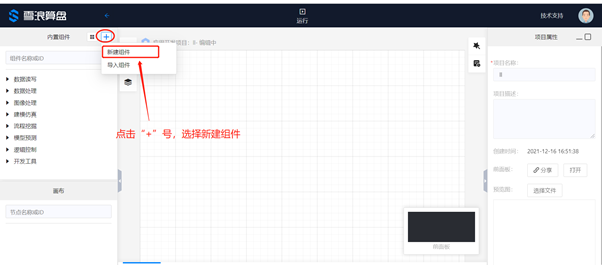 雪浪算盘
运行
技术支持
内置组件
新建组件
导入组件
组件名称或ID
数据读写
数据处理
图像处理
建模仿真
流程挖掘
模型预测
逻辑控制
开发工具
点击“+”号，选择新建组件
画布
节点名称或ID
画面板
项目属性
*项目名称：
8
项目描述：
创建时间： 2021-12-16 16:51:38
画面板： 分享 打开
预览图： 选择文件